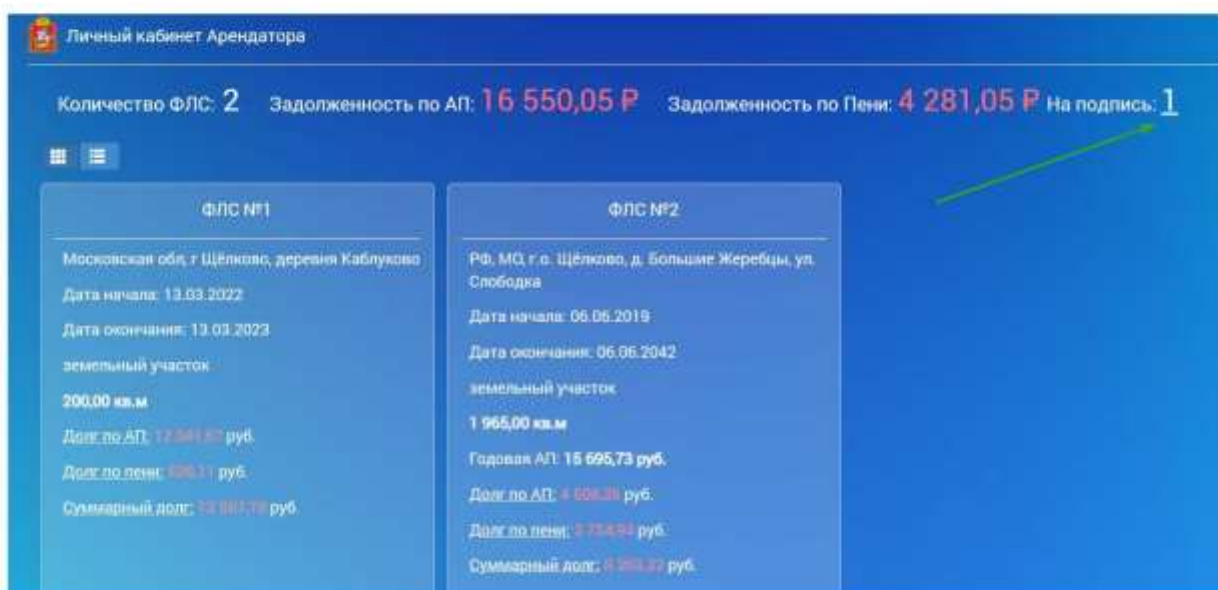 Личный кабинет Арендатора
Количество ФЛС: 2 Задолженность по АП: 16 550,05 ₽ Задолженность по Пени: 4 281,05 ₽ На подпись: 1
ФЛС №1
Московская обл, г Щёлково, деревня Каблуково
Дата начала: 13.03.2022
Дата окончания: 13.03.2023
земельный участок
200,00 кв.м
Долг по АП: руб.
Долг по пени: руб.
Суммарный долг: руб.
ФЛС №2
РФ, МО, г.о. Щёлково, д. Большие Жеребцы, ул.
Слободка
Дата начала: 06.06.2019
Дата окончания: 06.06.2042
земельный участок
1 965,00 кв.м
Годовая АП: 15 695,73 руб.
Долг по АП: руб.
Долг по пени: руб.
Суммарный долг: руб.